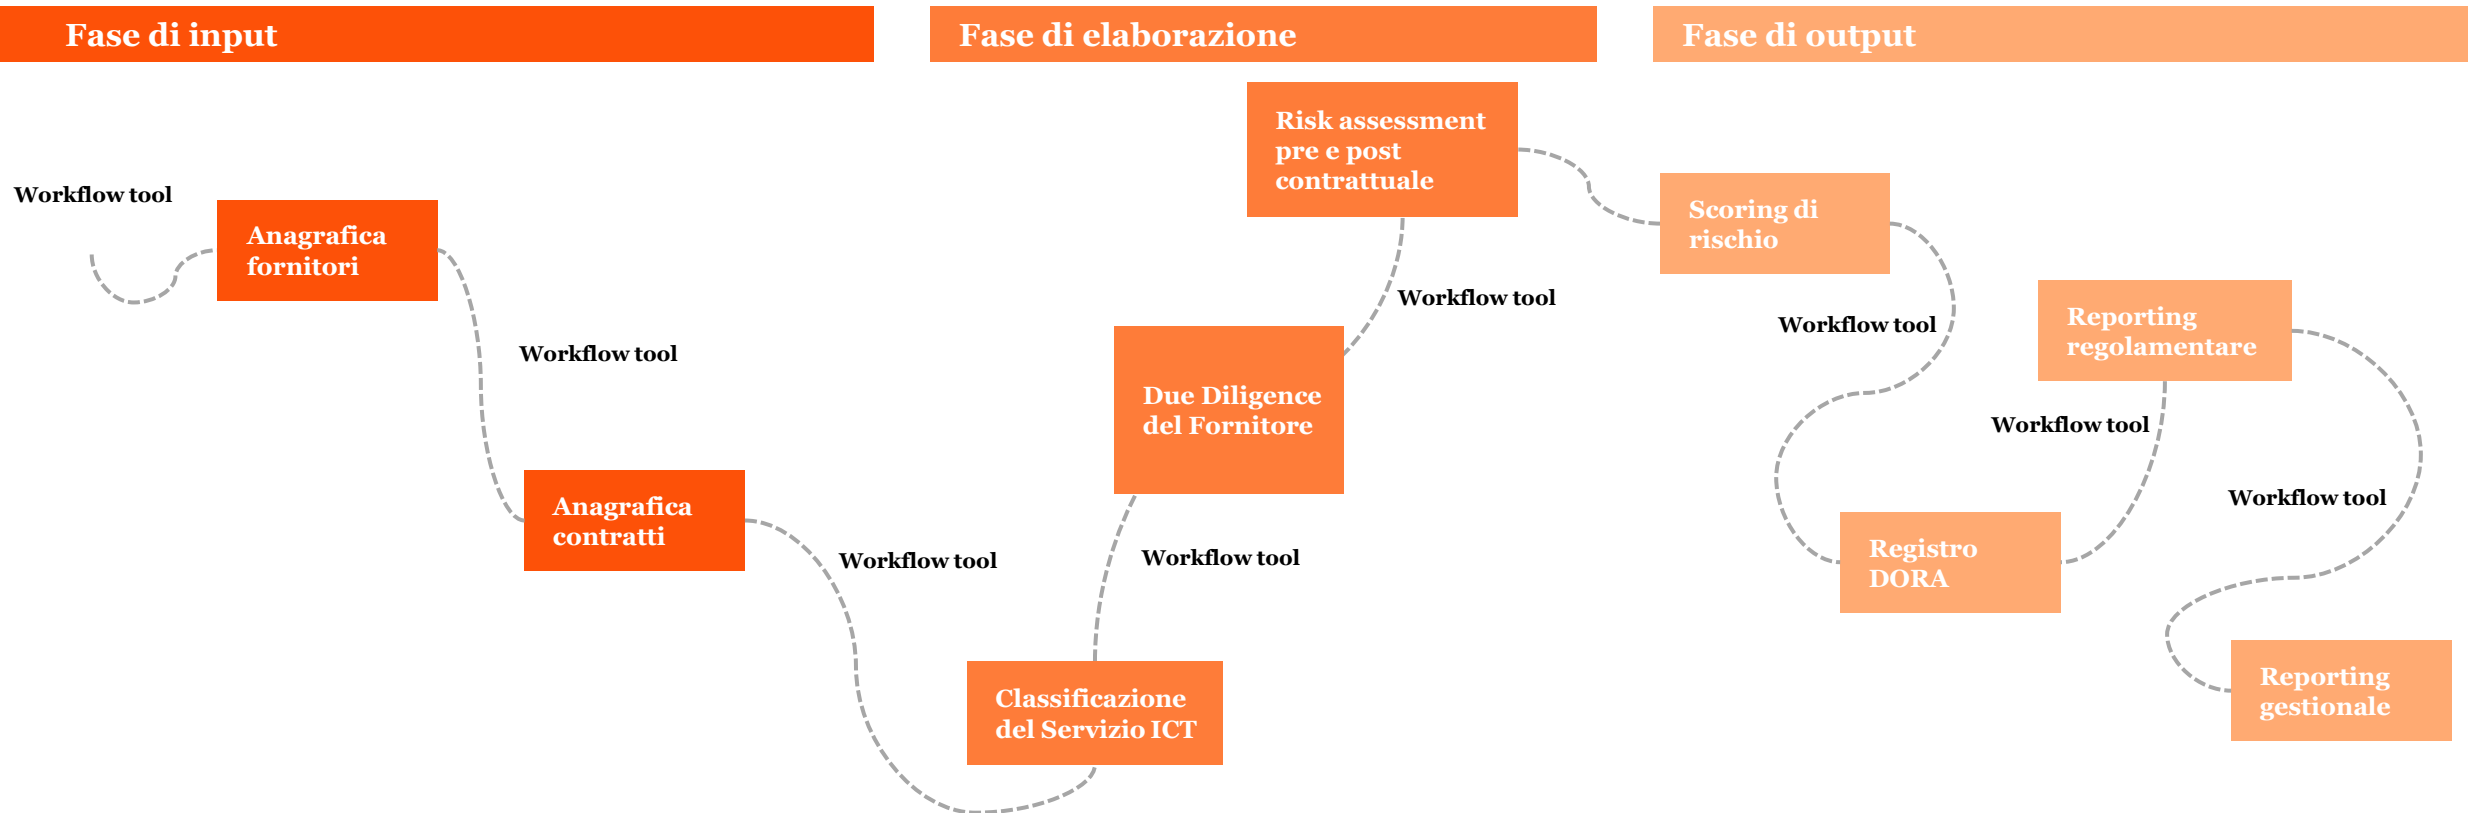 Fase di input
Fase di elaborazione
Fase di output
Workflow tool
Anagrafica
fornitori
Workflow tool
Anagrafica
contratti
Workflow tool
Classificazione
del Servizio ICT
Workflow tool
Due Diligence
del Fornitore
Workflow tool
Risk assessment
pre e post
contrattuale
Scoring di
rischio
Workflow tool
Registro
DORA
Workflow tool
Reporting
regolamentare
Workflow tool
Reporting
gestionale